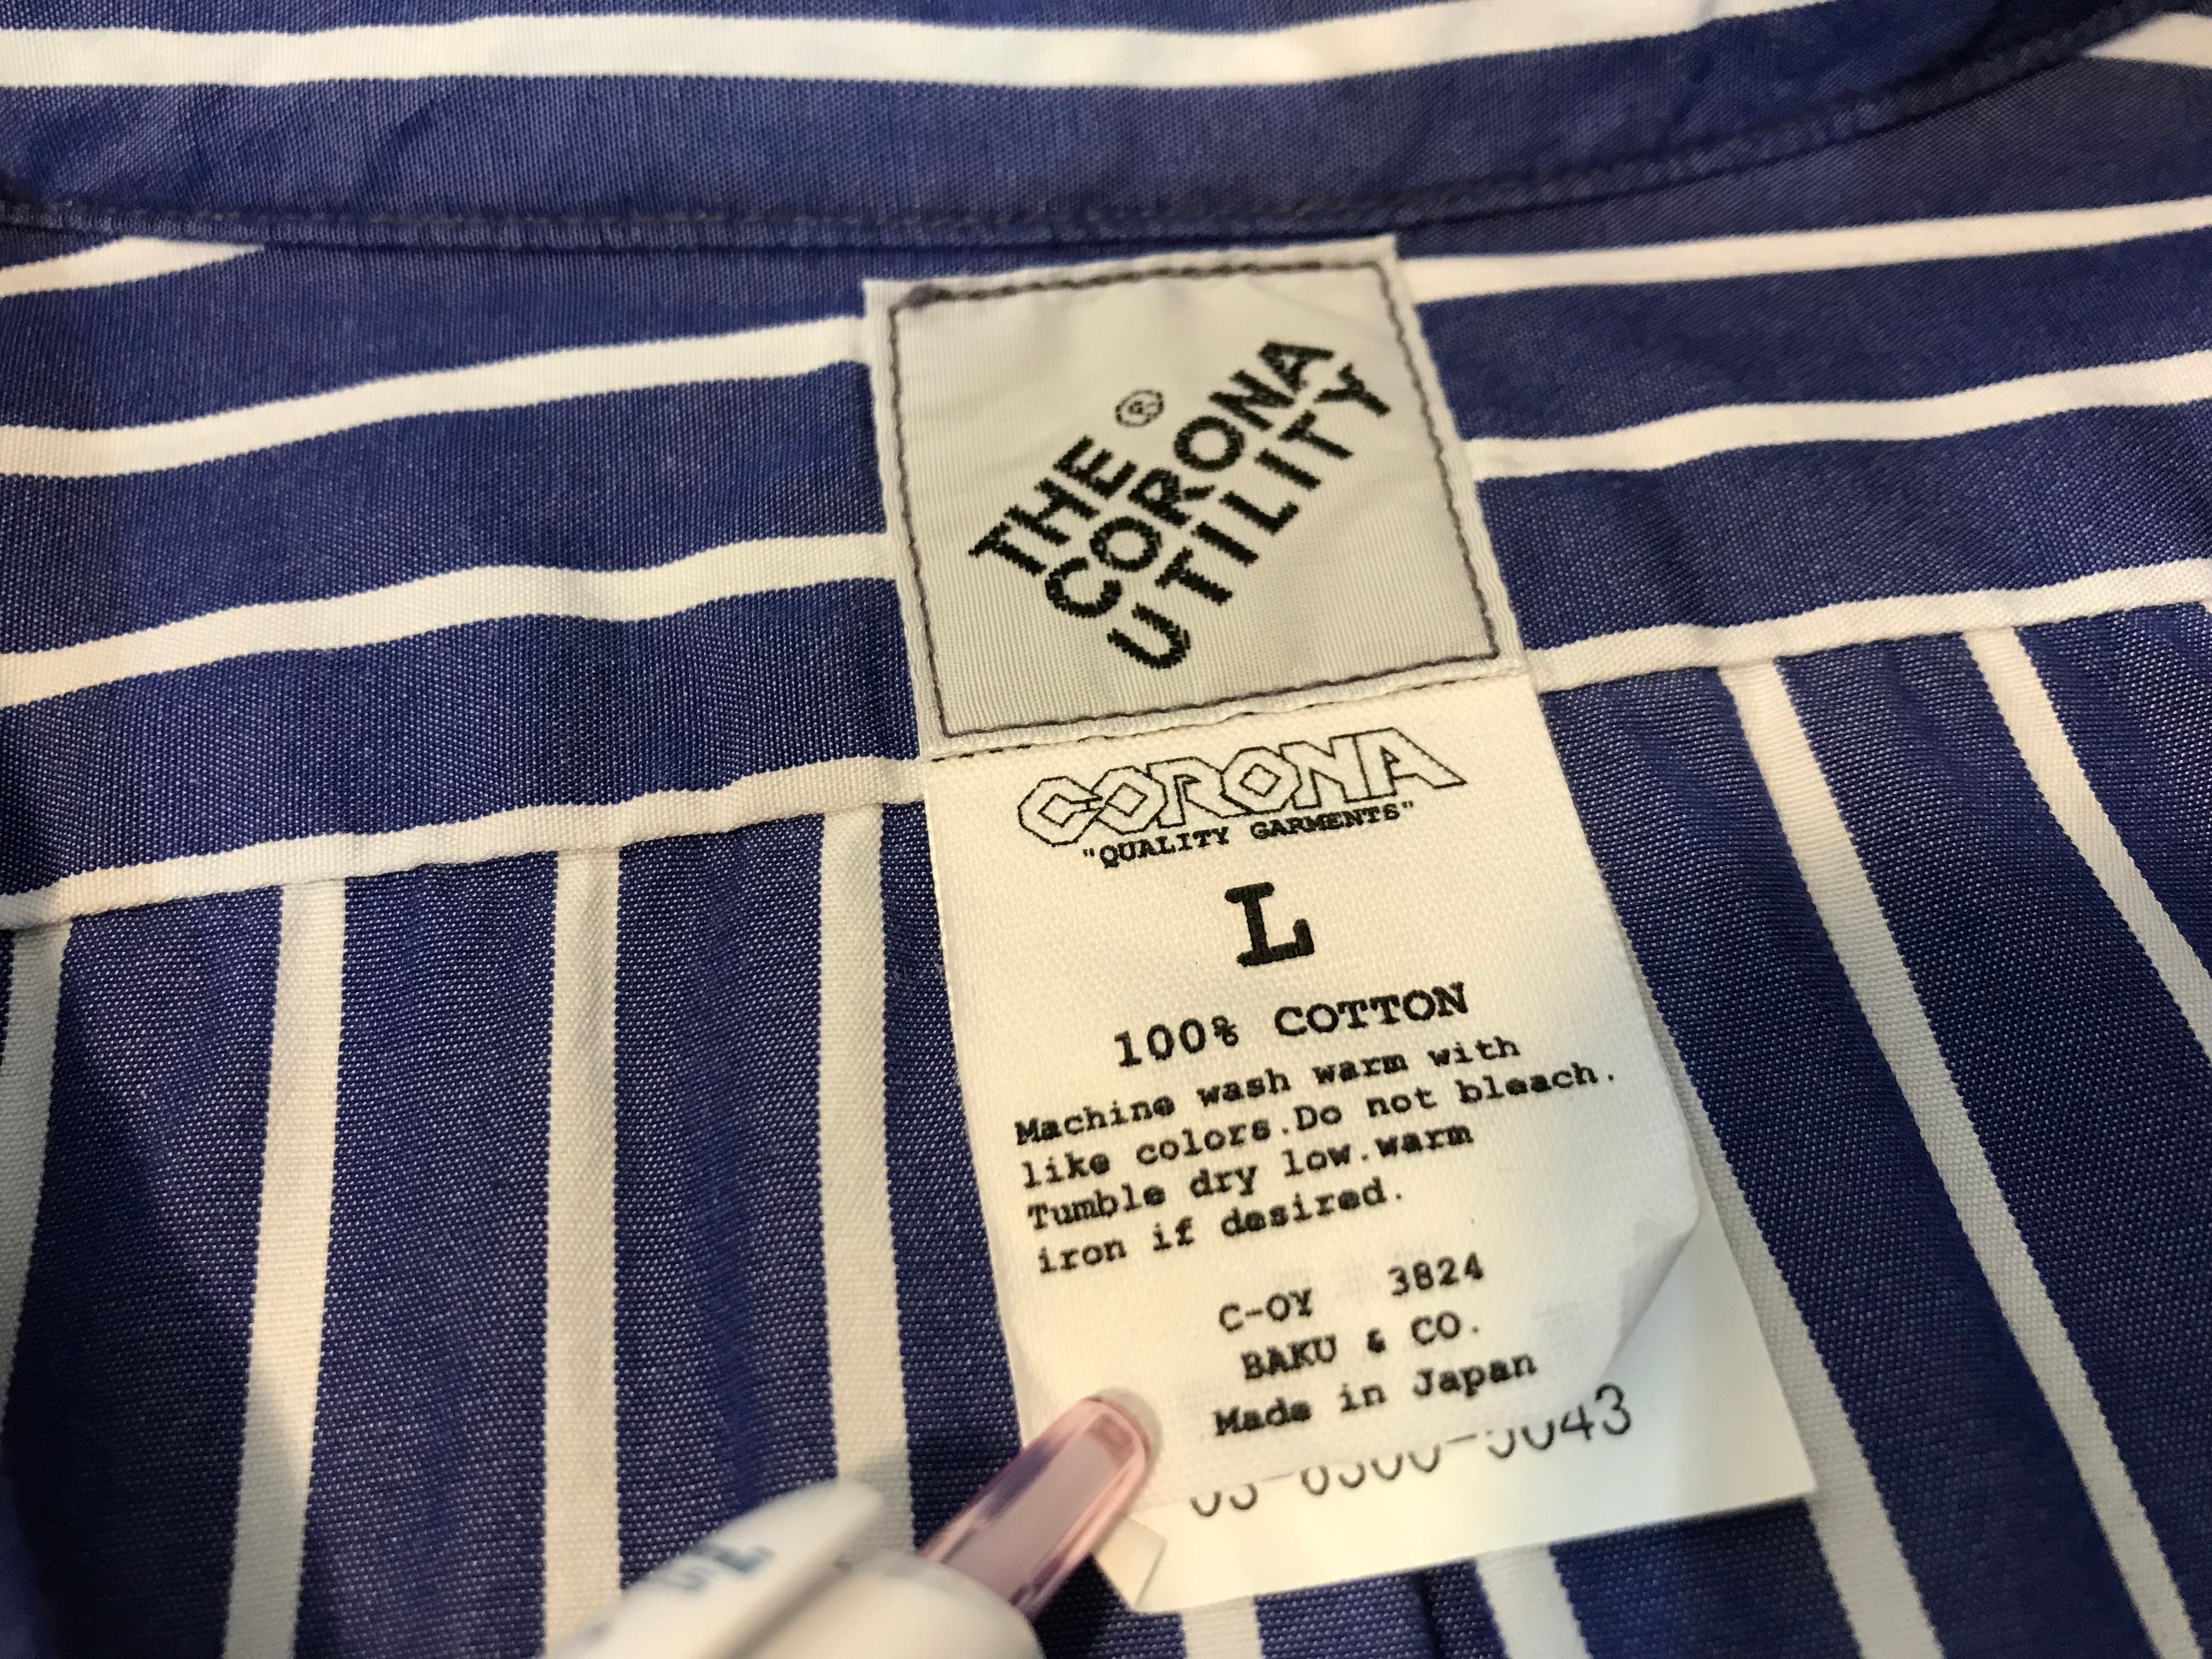 THE ®
CORONA
UTILITY
CORONA
"QUALITY GARMENTS"
L
100% COTTON
Machine wash warm with
like colors.Do not bleach.
Tumble dry low.warm
iron if desired.
C-OY 3824
BAKU & CO.
Made in Japan